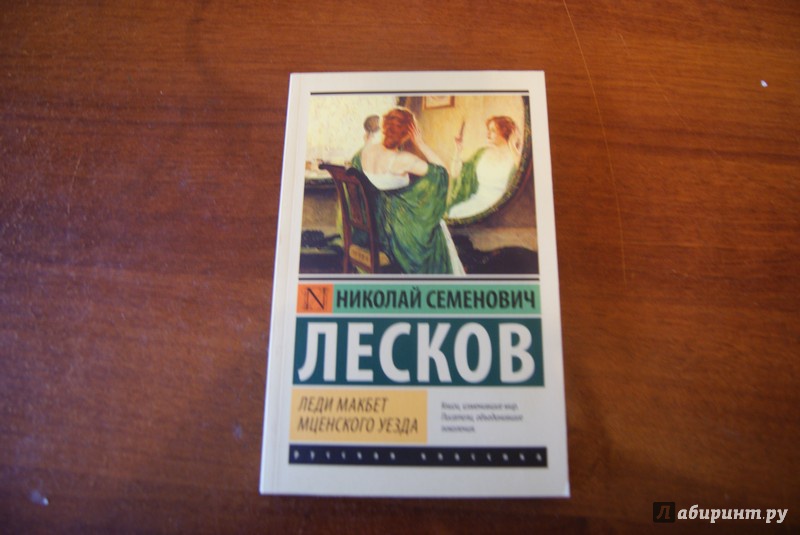 N НИКОЛАЙ СЕМЕНОВИЧ
ЛЕСКОВ
ЛЕДИ МАКБЕТ
МЦЕНСКОГО УЕЗДА
Книги, изменившие мир.
Писатели, объединившие
поколения.
русская классика
Лабиринт.ру